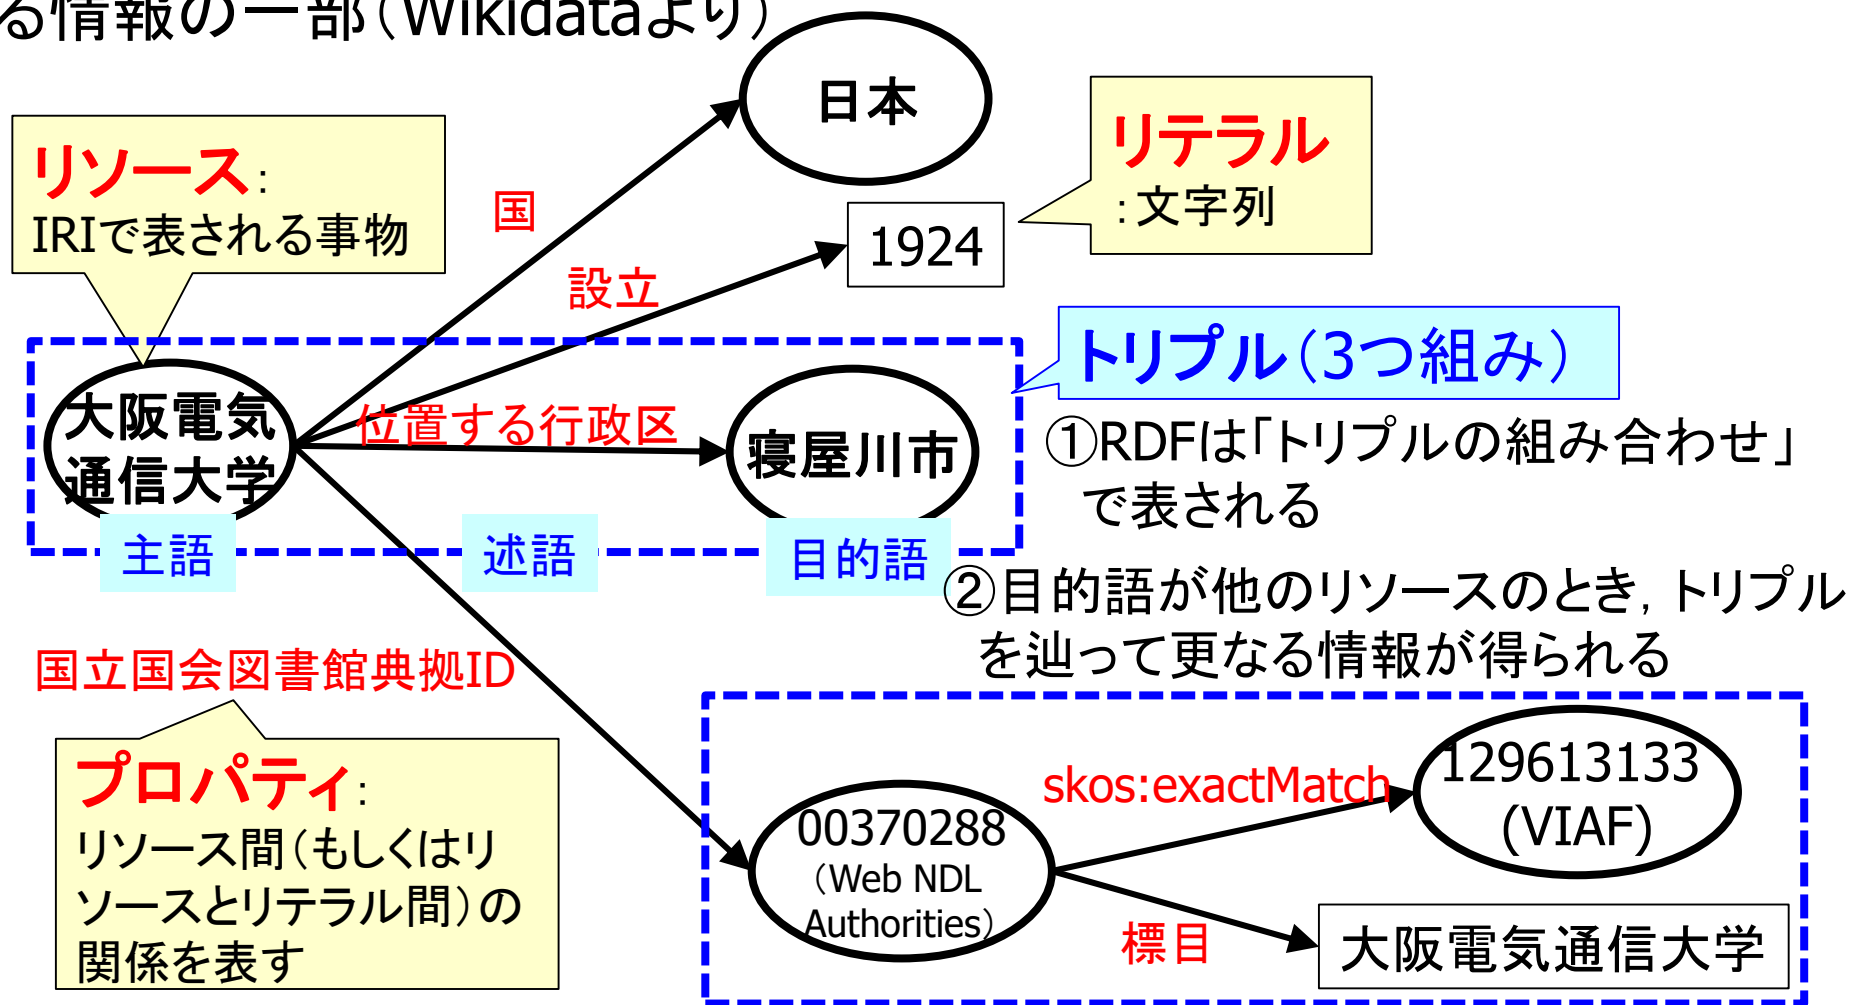 る情報の一部（Wikidataより）
日本
リテラル
：文字列
リソース：
IRIで表される事物
国
1924
設立
トリプル（3つ組み）
大阪電気
通信大学
位置する行政区
寝屋川市
①RDFは「トリプルの組み合わせ」
で表される
主語
述語
目的語
②目的語が他のリソースのとき，トリプル
を辿って更なる情報が得られる
国立国会図書館典拠ID
プロパティ：
リソース間（もしくはリ
ソースとリテラル間）の
関係を表す
00370288
（Web NDL
Authorities）
skos:exactMatch
129613133
(VIAF)
標目
大阪電気通信大学